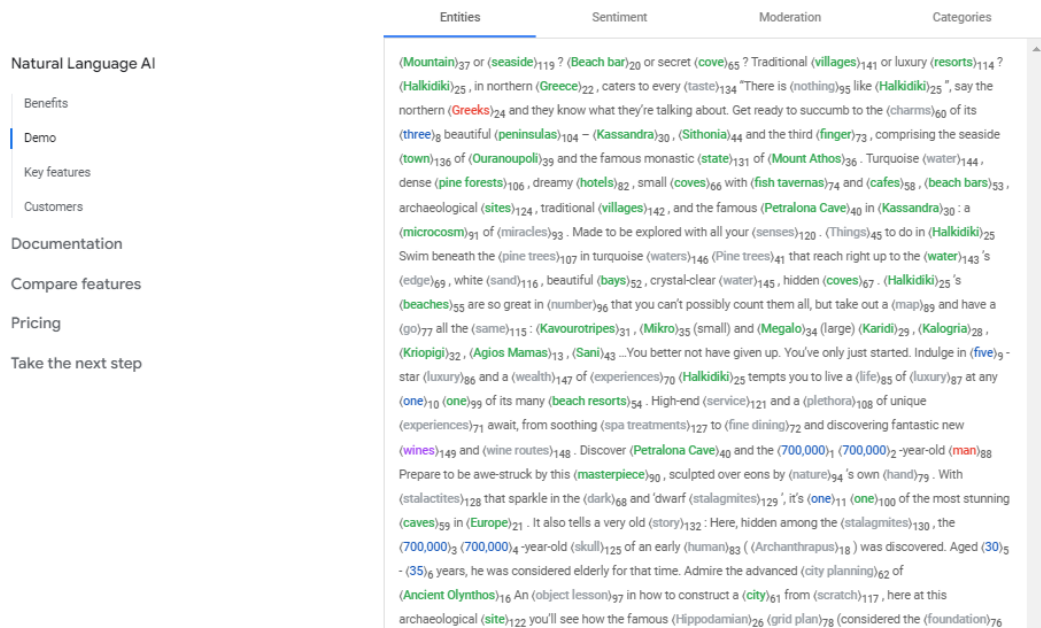 Entities Sentiment Moderation Categories
Natural Language AI
Benefits
Demo
Key features
Customers
Documentation
Compare features
Pricing
Take the next step
⟨Mountain⟩37 or ⟨seaside⟩119 ? ⟨Beach bar⟩20 or secret ⟨cove⟩65 ? Traditional ⟨villages⟩141 or luxury ⟨resorts⟩114 ?
⟨Halkidiki⟩25 , in northern ⟨Greece⟩22 , caters to every ⟨taste⟩134 “There is ⟨nothing⟩95 like ⟨Halkidiki⟩25 ”, say the
northern ⟨Greeks⟩24 and they know what they’re talking about. Get ready to succumb to the ⟨charms⟩60 of its
⟨three⟩8 beautiful ⟨peninsulas⟩104 – ⟨Kassandra⟩30 , ⟨Sithonia⟩44 and the third ⟨finger⟩73 , comprising the seaside
⟨town⟩136 of ⟨Ouranoupoli⟩39 and the famous monastic ⟨state⟩131 of ⟨Mount Athos⟩36 . Turquoise ⟨water⟩144 ,
dense ⟨pine forests⟩106 , dreamy ⟨hotels⟩82 , small ⟨coves⟩66 with ⟨fish tavernas⟩74 and ⟨cafes⟩58 , ⟨beach bars⟩53 ,
archaeological ⟨sites⟩124 , traditional ⟨villages⟩142 , and the famous ⟨Petralona Cave⟩40 in ⟨Kassandra⟩30 : a
⟨microcosm⟩91 of ⟨miracles⟩93 . Made to be explored with all your ⟨senses⟩120 . ⟨Things⟩45 to do in ⟨Halkidiki⟩25
Swim beneath the ⟨pine trees⟩107 in turquoise ⟨waters⟩146 ⟨Pine trees⟩41 that reach right up to the ⟨water⟩143 ’s
⟨edge⟩69 , white ⟨sand⟩116 , beautiful ⟨bays⟩52 , crystal-clear ⟨water⟩145 , hidden ⟨coves⟩67 . ⟨Halkidiki⟩25 ’s
⟨beaches⟩55 are so great in ⟨number⟩96 that you can’t possibly count them all, but take out a ⟨map⟩89 and have a
⟨go⟩77 all the ⟨same⟩115 : ⟨Kavourotripes⟩31 , ⟨Mikro⟩35 (small) and ⟨Megalo⟩34 (large) ⟨Karidi⟩29 , ⟨Kalogria⟩28 ,
⟨Kriopigi⟩32 , ⟨Agios Mamas⟩13 , ⟨Sani⟩43 …You better not have given up. You’ve only just started. Indulge in ⟨five⟩9 -
star ⟨luxury⟩86 and a ⟨wealth⟩147 of ⟨experiences⟩70 ⟨Halkidiki⟩25 tempts you to live a ⟨life⟩85 of ⟨luxury⟩87 at any
⟨one⟩10 ⟨one⟩99 of its many ⟨beach resorts⟩54 . High-end ⟨service⟩121 and a ⟨plethora⟩108 of unique
⟨experiences⟩71 await, from soothing ⟨spa treatments⟩127 to ⟨fine dining⟩72 and discovering fantastic new
⟨wines⟩149 and ⟨wine routes⟩148 . Discover ⟨Petralona Cave⟩40 and the ⟨700,000⟩1 ⟨700,000⟩2 -year-old ⟨man⟩88
Prepare to be awe-struck by this ⟨masterpiece⟩90 , sculpted over eons by ⟨nature⟩94 ’s own ⟨hand⟩79 . With
⟨stalactites⟩128 that sparkle in the ⟨dark⟩68 and ‘dwarf ⟨stalagmites⟩129 ’, it’s ⟨one⟩11 ⟨one⟩100 of the most stunning
⟨caves⟩59 in ⟨Europe⟩21 . It also tells a very old ⟨story⟩132 : Here, hidden among the ⟨stalagmites⟩130 , the
⟨700,000⟩3 ⟨700,000⟩4 -year-old ⟨skull⟩125 of an early ⟨human⟩83 ( ⟨Archanthrapus⟩18 ) was discovered. Aged ⟨30⟩5
- ⟨35⟩6 years, he was considered elderly for that time. Admire the advanced ⟨city planning⟩62 of
⟨Ancient Olynthos⟩16 An ⟨object lesson⟩97 in how to construct a ⟨city⟩61 from ⟨scratch⟩117 , here at this
archaeological ⟨site⟩122 you’ll see how the famous ⟨Hippodamian⟩26 ⟨grid plan⟩78 (considered the ⟨foundation⟩76